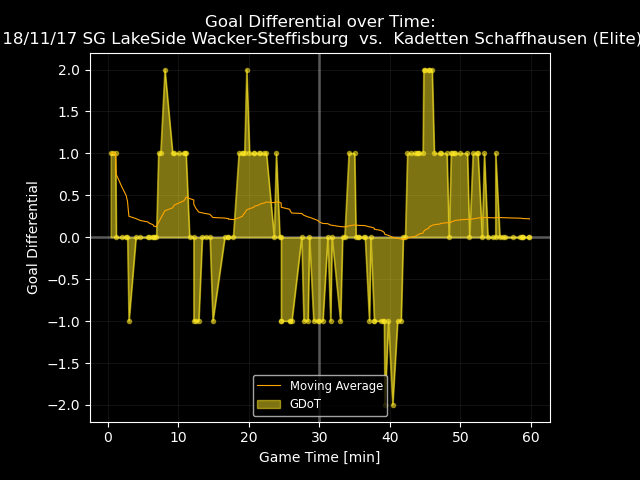 Goal Differential over Time:
18/11/17 SG LakeSide Wacker-Steffisburg vs. Kadetten Schaffhausen (Elite)
Goal Differential
2.0
1.5
1.0
0.5
0.0
−0.5
−1.0
−1.5
−2.0
Moving Average
GDoT
0 10 20 30 40 50 60
Game Time [min]